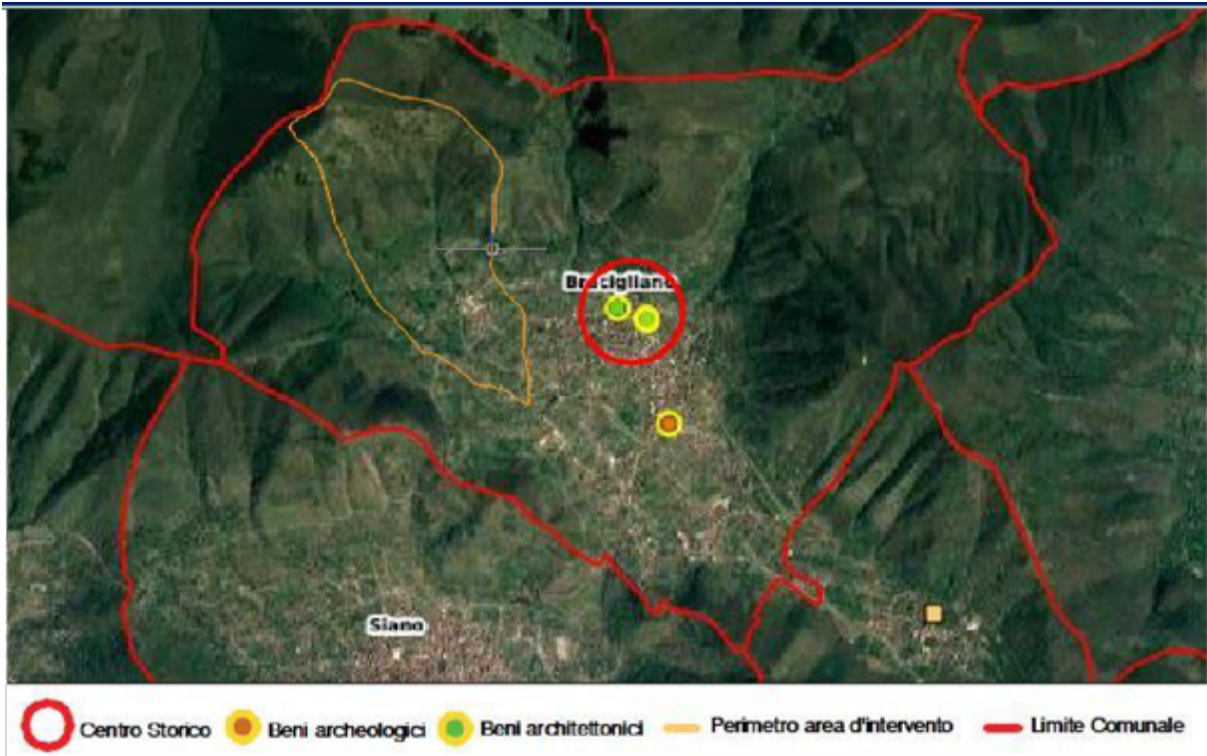 Bracigliano
Siano
Centro Storico Beni archeologici Beni architettonici Perimetro area d'intervento Limite Comunale